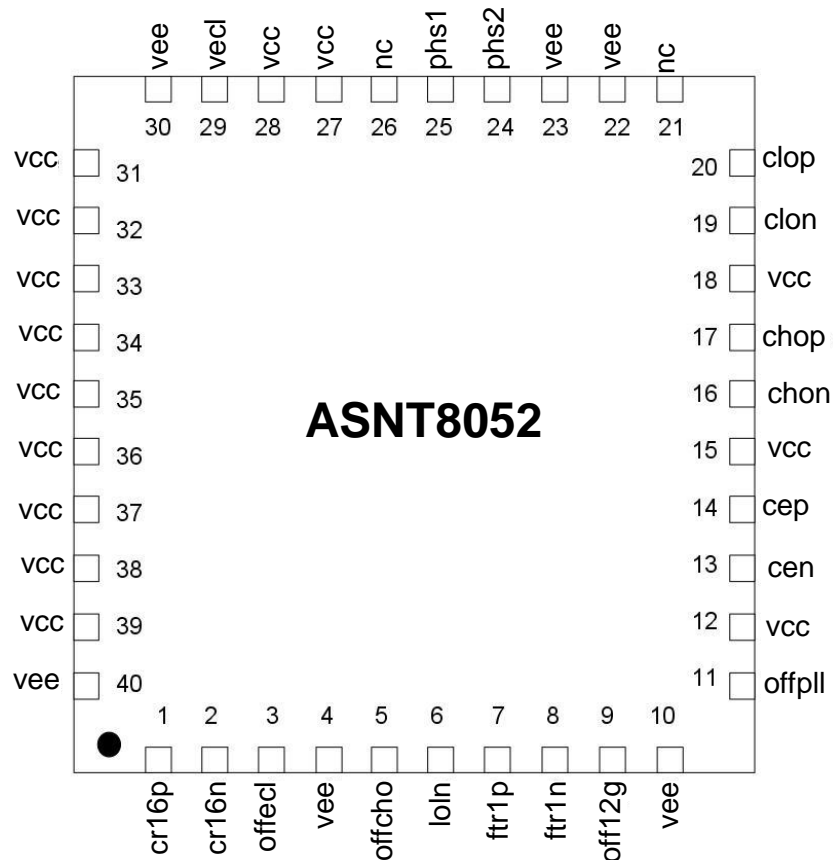 vee vecl vcc vcc nc phs1 phs2 vee vee nc
30 29 28 27 26 25 24 23 22 21
vcc 31 20 clop
vcc 32 19 clon
vcc 33 18 vcc
vcc 34 17 chop
vcc 35 16 chon
ASNT8052
vcc 36 15 vcc
vcc 37 14 cep
vcc 38 13 cen
vcc 39 12 vcc
vee 40 11 offpll
1 2 3 4 5 6 7 8 9 10
cr16p cr16n offecl vee offcho loln ftr1p ftr1n off12g vee